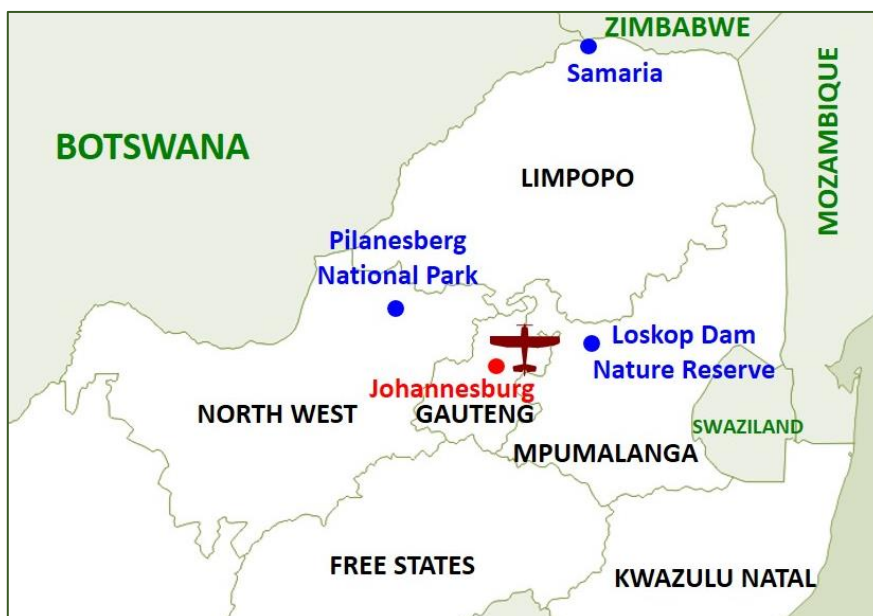 ZIMBABWE
Samaria
MOZAMBIQUE
BOTSWANA
LIMPOPO
Pilanesberg
National Park
Loskop Dam
Nature Reserve
Johannesburg
NORTH WEST
GAUTENG
SWAZILAND
MPUMALANGA
FREE STATES
KWAZULU NATAL